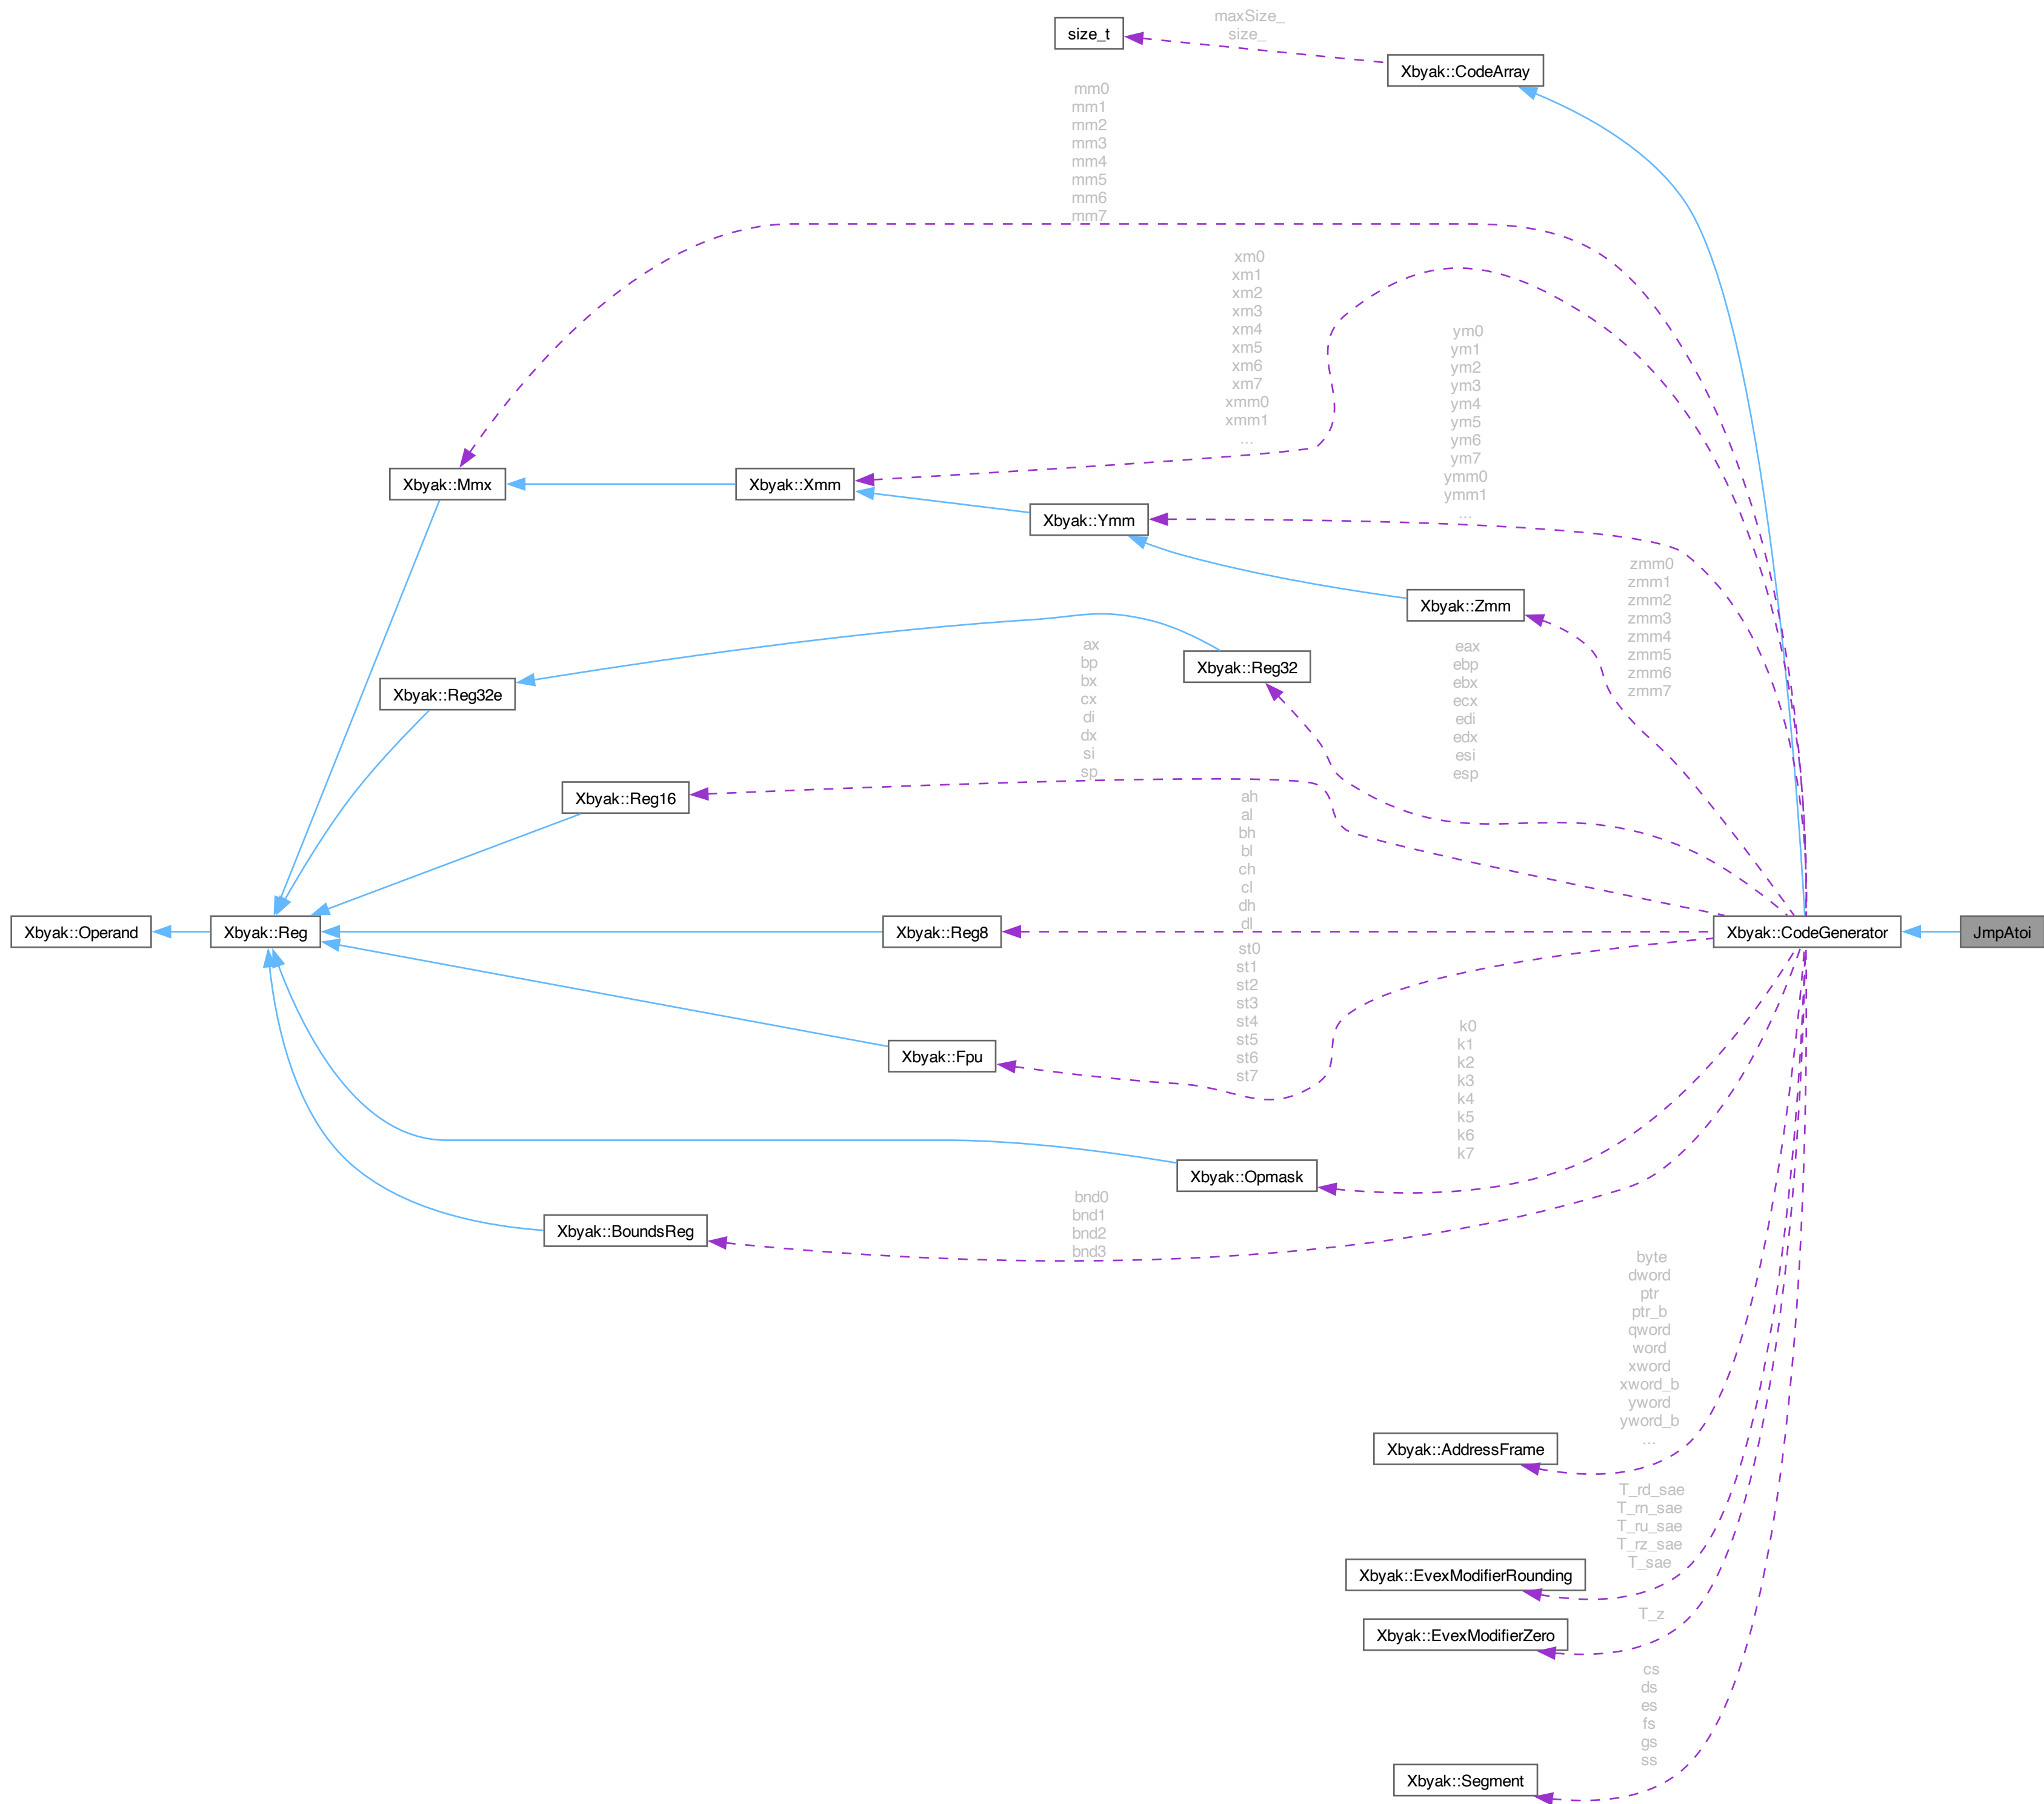 maxSize_
size_
size_t
Xbyak::CodeArray
mm0
mm1
mm2
mm3
mm4
mm5
mm6
mm7
xm0
xm1
xm2
xm3
xm4
xm5
xm6
xm7
xmm0
xmm1
...
ym0
ym1
ym2
ym3
ym4
ym5
ym6
ym7
ymm0
ymm1
...
Xbyak::Mmx
Xbyak::Xmm
Xbyak::Ymm
zmm0
zmm1
zmm2
zmm3
zmm4
zmm5
zmm6
zmm7
Xbyak::Zmm
ax
bp
bx
cx
di
dx
si
sp
eax
ebp
ebx
ecx
edi
edx
esi
esp
Xbyak::Reg32
Xbyak::Reg32e
Xbyak::Reg16
ah
al
bh
bl
ch
cl
dh
dl
Xbyak::Operand
Xbyak::Reg
Xbyak::Reg8
Xbyak::CodeGenerator
JmpAtoi
st0
st1
st2
st3
st4
st5
st6
st7
Xbyak::Fpu
k0
k1
k2
k3
k4
k5
k6
k7
Xbyak::Opmask
bnd0
bnd1
bnd2
bnd3
Xbyak::BoundsReg
byte
dword
ptr
ptr_b
qword
word
xword
xword_b
yword
yword_b
...
Xbyak::AddressFrame
T_rd_sae
T_rn_sae
T_ru_sae
T_rz_sae
T_sae
Xbyak::EvexModifierRounding
T_z
Xbyak::EvexModifierZero
cs
ds
es
fs
gs
ss
Xbyak::Segment